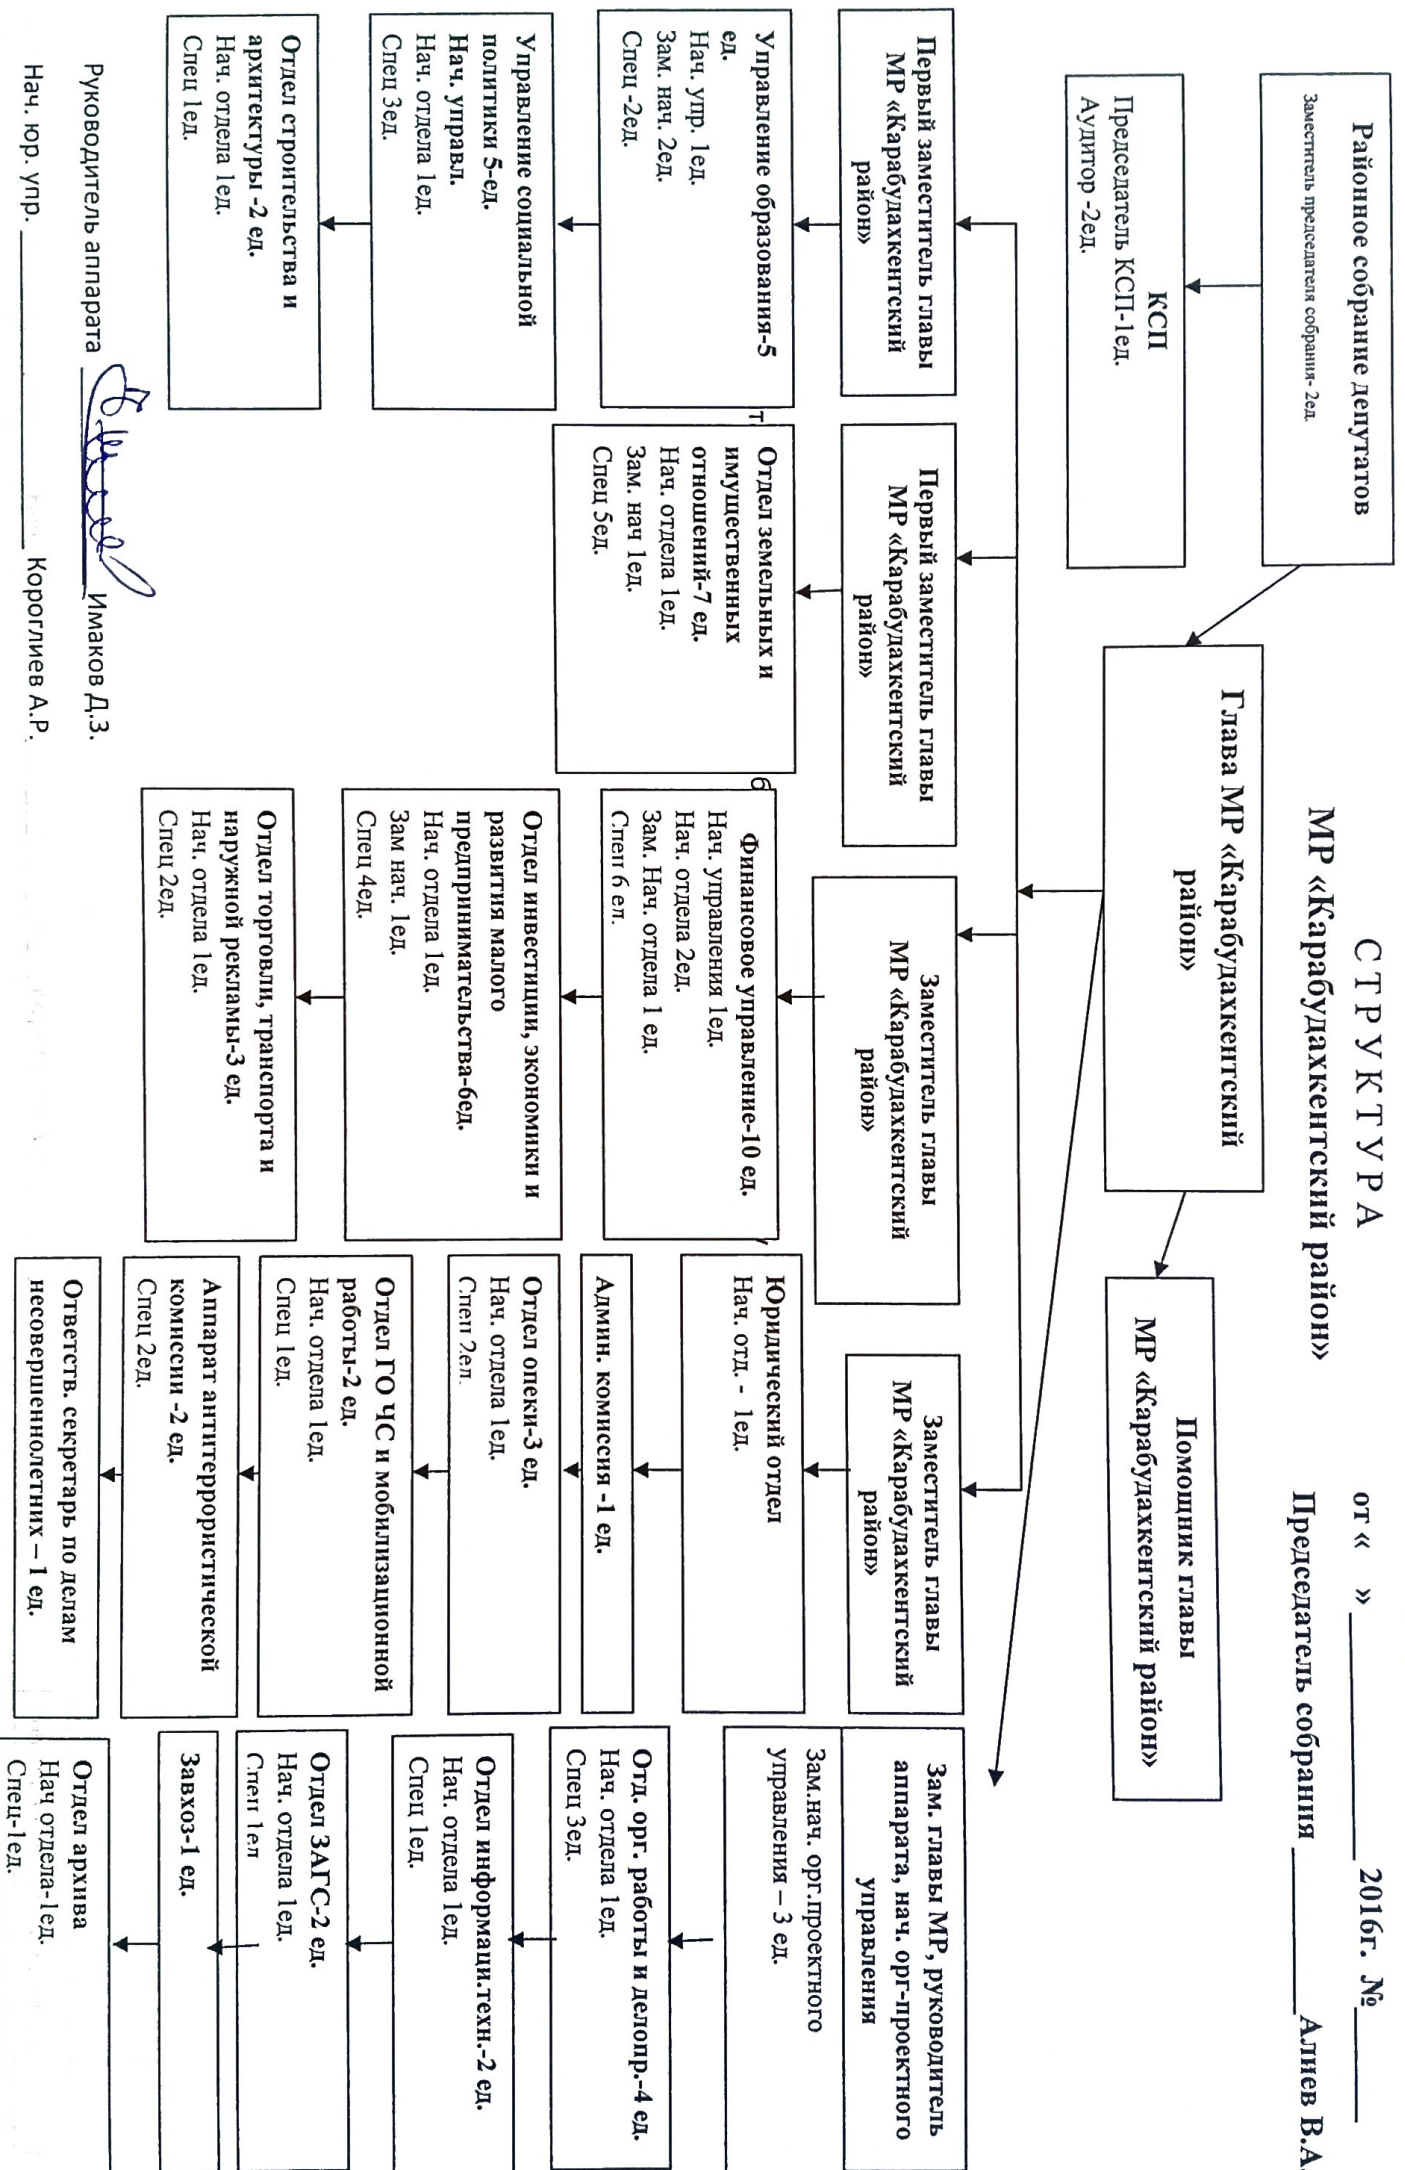 С Т Р У К Т У Р А
МР «Карабудахкентский район»
от « » 2016г. №
Председатель собрания Алиев В.А.
Районное собрание депутатов
Заместитель председателя собрания- 2ед.
КСП
Председатель КСП-1ед.
Аудитор -2ед.
Глава МР «Карабудахкентский
район»
Помощник главы
МР «Карабудахкентский район»
Первый заместитель главы
МР «Карабудахкентский
район»
Первый заместитель главы
МР «Карабудахкентский
район»
Заместитель главы
МР «Карабудахкентский
район»
Заместитель главы
МР «Карабудахкентский
район»
Зам. главы МР, руководитель
аппарата, нач. орг-проектного
управления
Управление образования-5
ед.
Нач. упр. 1ед.
Зам. нач. 2ед.
Спец -2ед.
Управление социальной
политики 5-ед.
Нач. управл.
Нач. отдела 1ед.
Спец 3ед.
Отдел строительства и
архитектуры -2 ед.
Нач. отдела 1ед.
Спец 1ед.
т
Отдел земельных и
имущественных
отношений-7 ед.
Нач. отдела 1ед.
Зам. нач 1ед.
Спец 5ед.
б
Финансовое управление-10 ед.
Нач. управления 1ед.
Нач. отдела 2ед.
Зам. Нач. отдела 1 ед.
Спец 6 ед.
Отдел инвестиции, экономики и
развития малого
предпринимательства-6ед.
Нач. отдела 1ед.
Зам нач. 1ед.
Спец 4ед.
Отдел торговли, транспорта и
наружной рекламы-3 ед.
Нач. отдела 1ед.
Спец 2ед.
Юридический отдел
Нач. отд. - 1ед.
Админ. комиссия -1 ед.
Отдел опеки-3 ед.
Нач. отдела 1ед.
Спец 2ед.
Отдел ГО ЧС и мобилизационной
работы-2 ед.
Нач. отдела 1ед.
Спец 1ед.
Аппарат антитеррористической
комиссии -2 ед.
Спец 2ед.
Ответств. секретарь по делам
несовершеннолетних – 1 ед.
Зам.нач. орг.проектного
управления – 3 ед.
Отд. орг. работы и делопр.-4 ед.
Нач. отдела 1ед.
Спец 3ед.
Отдел информаци.техн.-2 ед.
Нач. отдела 1ед.
Спец 1ед.
Отдел ЗАГС-2 ед.
Нач. отдела 1ед.
Спец 1ед
Завхоз-1 ед.
Отдел архива
Нач отдела-1ед.
Спец-1ед.
Руководитель аппарата Имаков Д.З.
Нач. юр. упр. Короглиев А.Р.